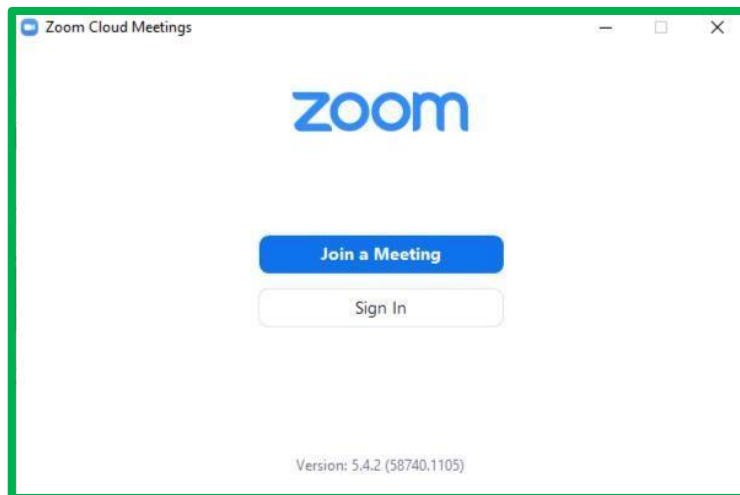 Zoom Cloud Meetings
zoom
Join a Meeting
Sign In
Version: 5.4.2 (58740.1105)